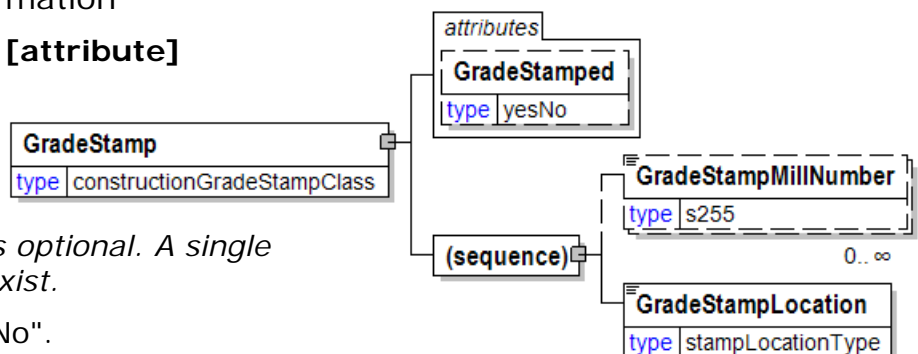 rmation
[attribute]
attributes
GradeStamped
type yesNo
GradeStamp
type constructionGradeStampClass
GradeStampMillNumber
type s255
0.. ∞
s optional. A single
xist.
(sequence)
GradeStampLocation
type stampLocationType
No".